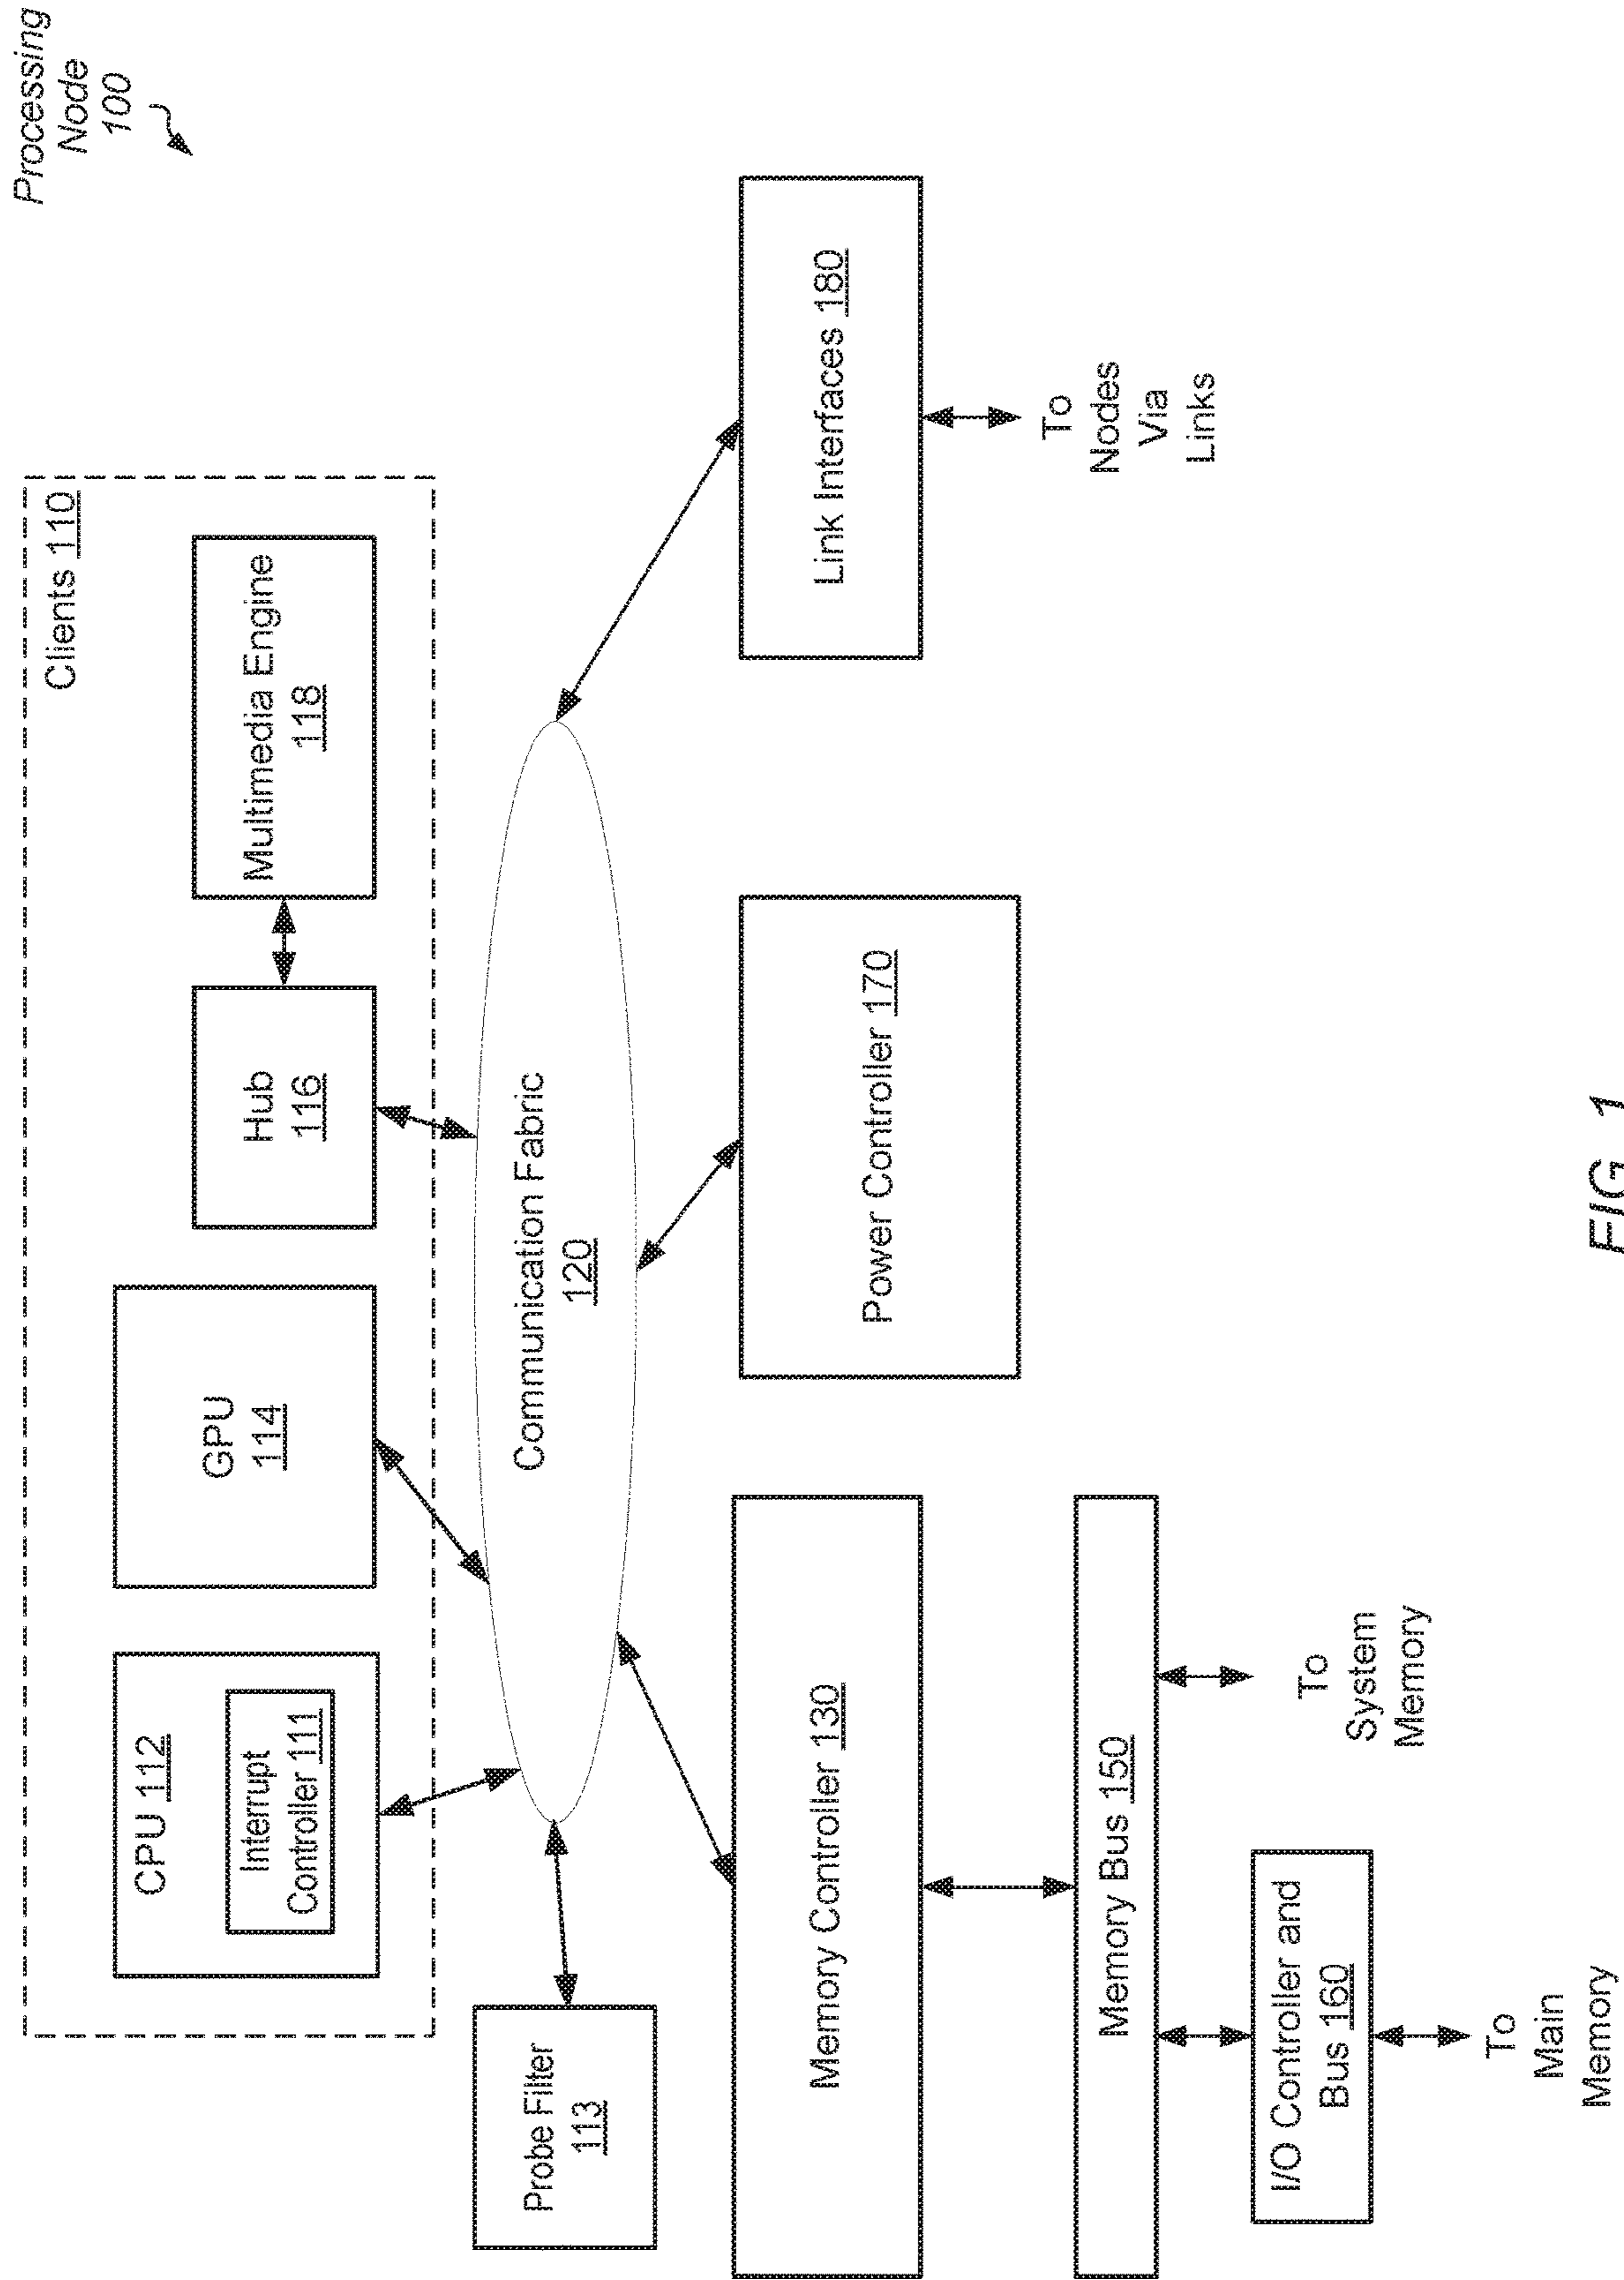 Processing
Node
100
Clients 110
CPU 112
Interrupt
Controller 111
GPU
114
Hub
116
Multimedia Engine
118
Probe Filter
113
Communication Fabric
120
Memory Controller 130
Power Controller 170
Link Interfaces 180
To
Nodes
Via
Links
Memory Bus 150
I/O Controller and
Bus 160
To
System
Memory
To
Main
Memory
FIG. 1